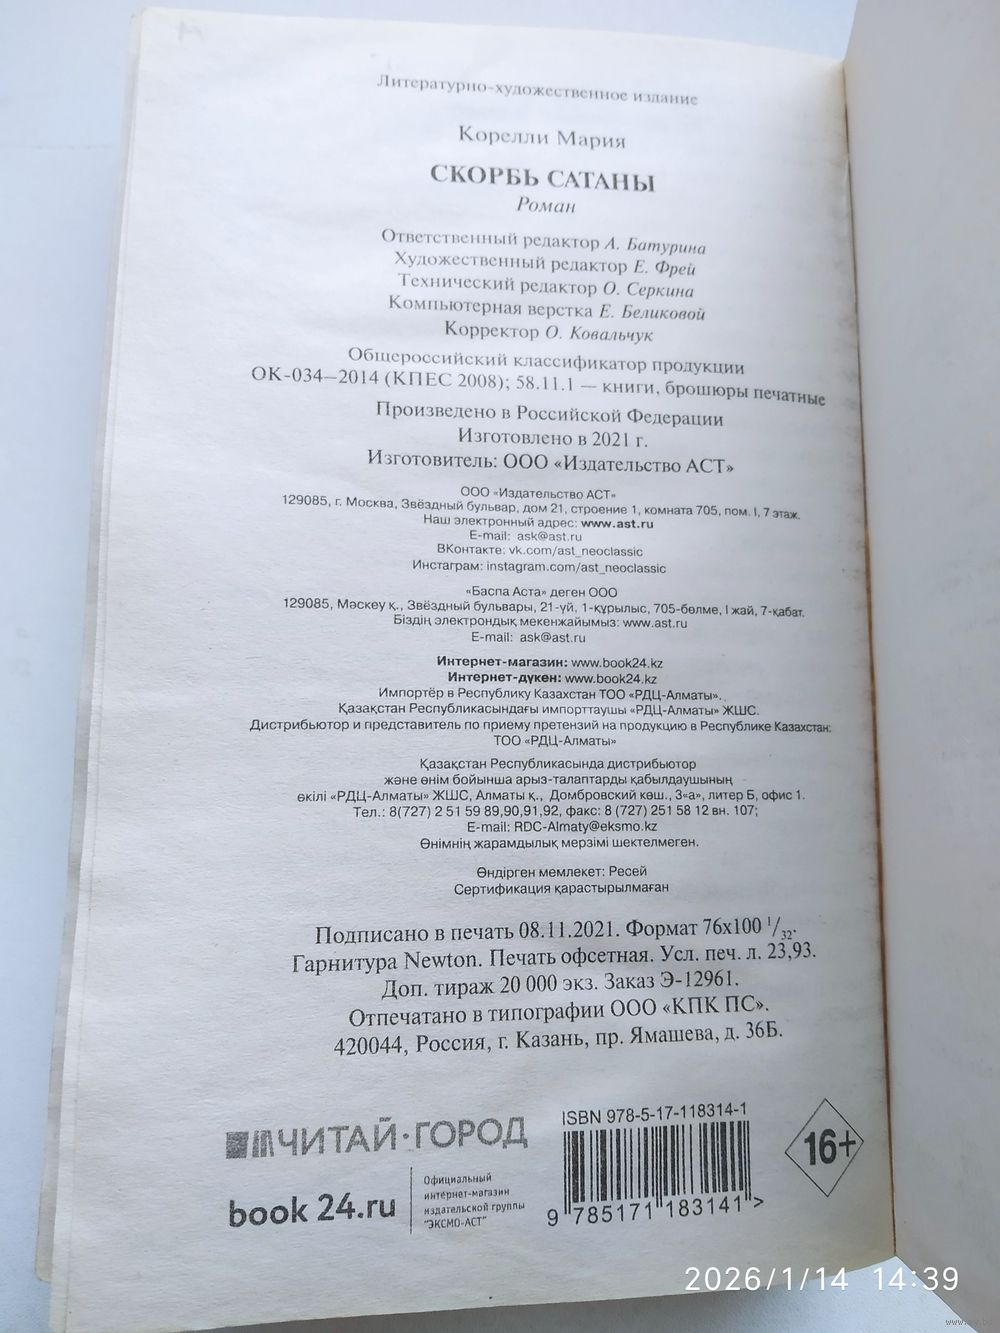 Литературно-художественное издание
Корелли Мария
СКОРБЬ САТАНЫ
Роман
Ответственный редактор А. Батурина
Художественный редактор Е. Фрей
Технический редактор О. Серкина
Компьютерная верстка Е. Беликовой
Корректор О. Ковальчук
Общероссийский классификатор продукции
ОК-034–2014 (КПЕС 2008); 58.11.1 — книги, брошюры печатные
Произведено в Российской Федерации
Изготовлено в 2021 г.
Изготовитель: ООО «Издательство АСТ»
ООО «Издательство АСТ»
129085, г. Москва, Звёздный бульвар, дом 21, строение 1, комната 705, пом. I, 7 этаж.
Наш электронный адрес: www.ast.ru
E-mail: ask@ast.ru
ВКонтакте: vk.com/ast_neoclassic
Инстаграм: instagram.com/ast_neoclassic
«Баспа Аста» деген ООО
129085, Мәскеу қ., Звёздный бульвары, 21-үй, 1-құрылыс, 705-бөлме, I жай, 7-қабат.
Біздің электрондық мекенжайымыз: www.ast.ru
E-mail: ask@ast.ru
Интернет-магазин: www.book24.kz
Интернет-дүкен: www.book24.kz
Импортёр в Республику Казахстан ТОО «РДЦ-Алматы».
Қазақстан Республикасындағы импорттаушы «РДЦ-Алматы» ЖШС.
Дистрибьютор и представитель по приему претензий на продукцию в Республике Казахстан:
ТОО «РДЦ-Алматы»
Қазақстан Республикасында дистрибьютор
және өнім бойынша арыз-талаптарды қабылдаушының
өкілі «РДЦ-Алматы» ЖШС, Алматы қ., Домбровский көш., 3«а», литер Б, офис 1.
Тел.: 8(727) 2 51 59 89,90,91,92, факс: 8 (727) 251 58 12 вн. 107;
E-mail: RDC-Almaty@eksmo.kz
Өнімнің жарамдылық мерзімі шектелмеген.
Өндірген мемлекет: Ресей
Сертификация қарастырылмаған
Подписано в печать 08.11.2021. Формат 76х100 1/32.
Гарнитура Newton. Печать офсетная. Усл. печ. л. 23,93.
Доп. тираж 20 000 экз. Заказ Э-12961.
Отпечатано в типографии ООО «КПК ПС».
420044, Россия, г. Казань, пр. Ямашева, д. 36Б.
ЧИТАЙ·ГОРОД
book 24.ru
Официальный
интернет-магазин
издательской группы
"ЭКСМО-АСТ"
ISBN 978-5-17-118314-1
9 785171 183141 >
16+
2026/1/14 14:39